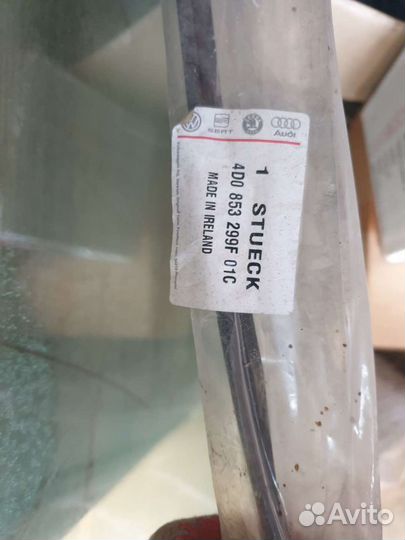 SEAT
Audi
1 STUECK
4D0 853 299F 01C
MADE IN IRELAND
Avito